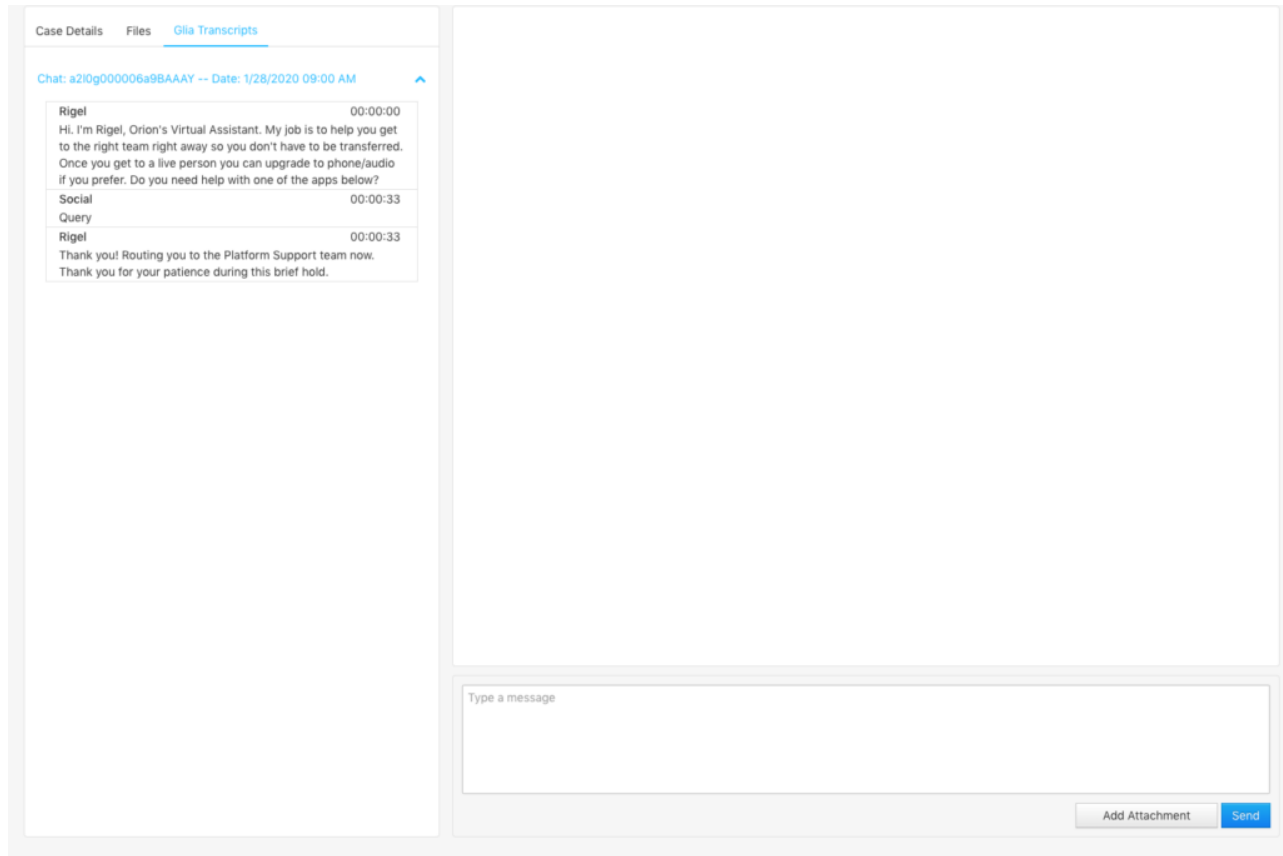 Case Details Files Glia Transcripts
Chat: a2l0g000006a9BAAAY -- Date: 1/28/2020 09:00 AM
Rigel 00:00:00
Hi. I'm Rigel, Orion's Virtual Assistant. My job is to help you get
to the right team right away so you don't have to be transferred.
Once you get to a live person you can upgrade to phone/audio
if you prefer. Do you need help with one of the apps below?
Social 00:00:33
Query
Rigel 00:00:33
Thank you! Routing you to the Platform Support team now.
Thank you for your patience during this brief hold.
Type a message
Add Attachment Send